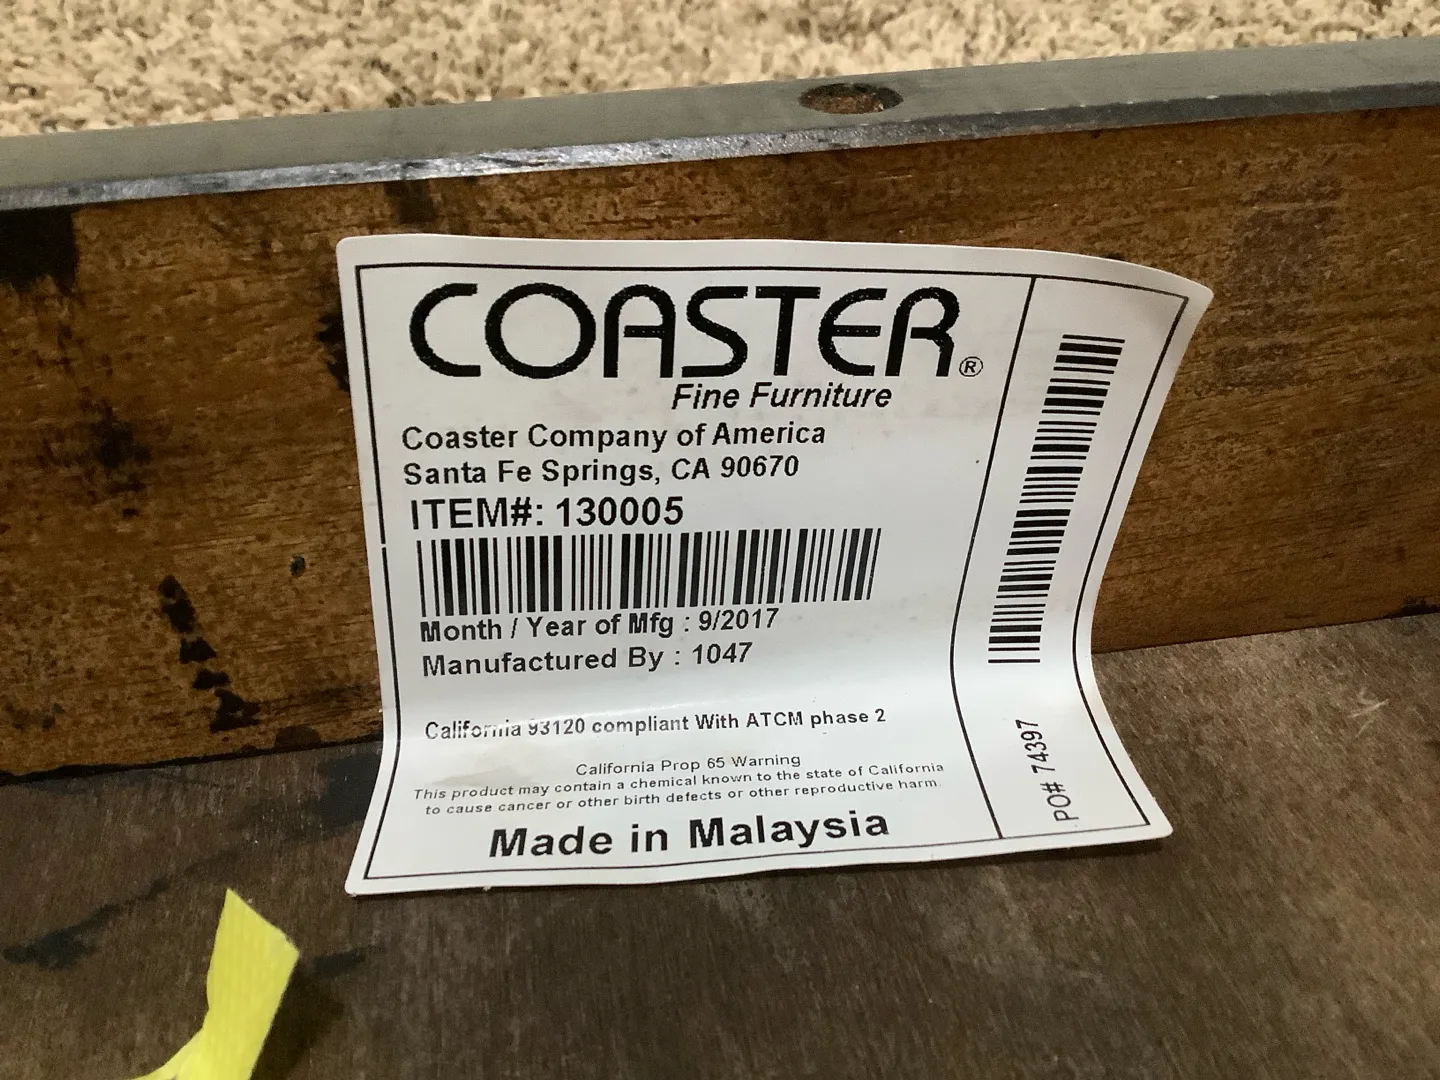 COASTER®
Fine Furniture
Coaster Company of America
Santa Fe Springs, CA 90670
ITEM#: 130005
Month / Year of Mfg : 9/2017
Manufactured By : 1047
California 93120 compliant With ATCM phase 2
California Prop 65 Warning
This product may contain a chemical known to the state of California
to cause cancer or other birth defects or other reproductive harm.
Made in Malaysia
PO# 74397